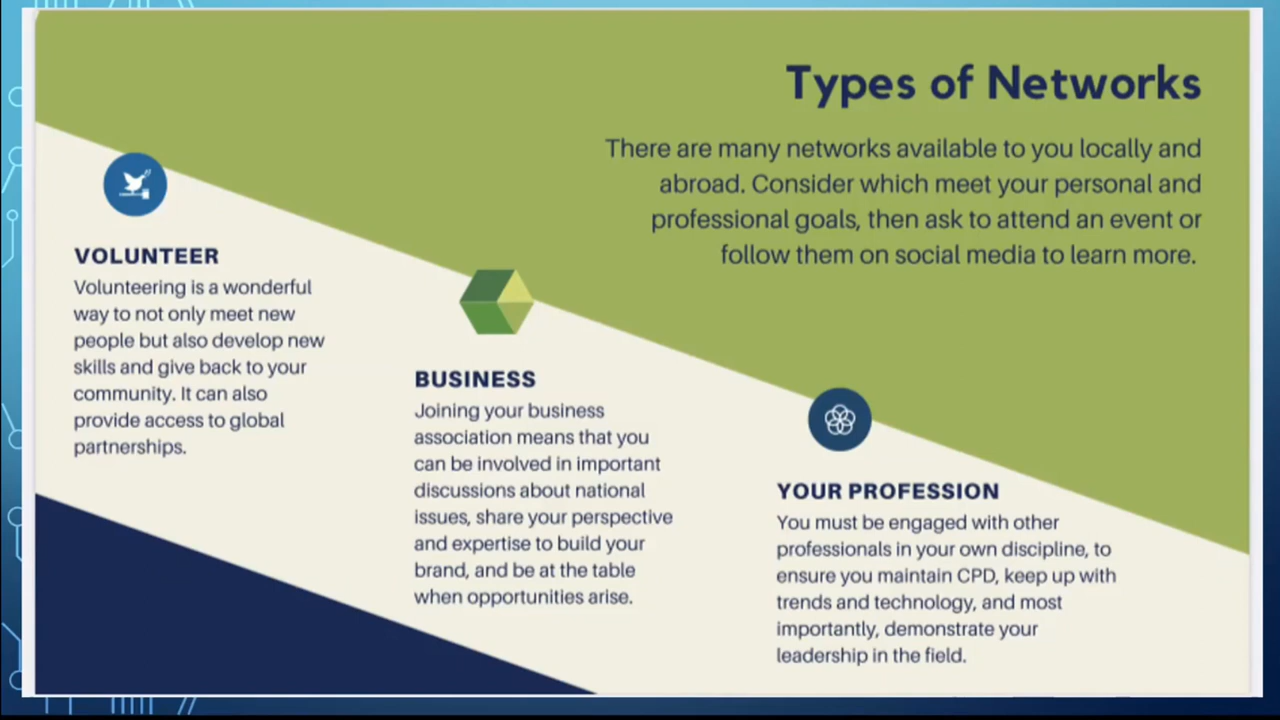 Types of Networks
There are many networks available to you locally and
abroad. Consider which meet your personal and
professional goals, then ask to attend an event or
follow them on social media to learn more.
VOLUNTEER
Volunteering is a wonderful
way to not only meet new
people but also develop new
skills and give back to your
community. It can also
provide access to global
partnerships.
BUSINESS
Joining your business
association means that you
can be involved in important
discussions about national
issues, share your perspective
and expertise to build your
brand, and be at the table
when opportunities arise.
YOUR PROFESSION
You must be engaged with other
professionals in your own discipline, to
ensure you maintain CPD, keep up with
trends and technology, and most
importantly, demonstrate your
leadership in the field.